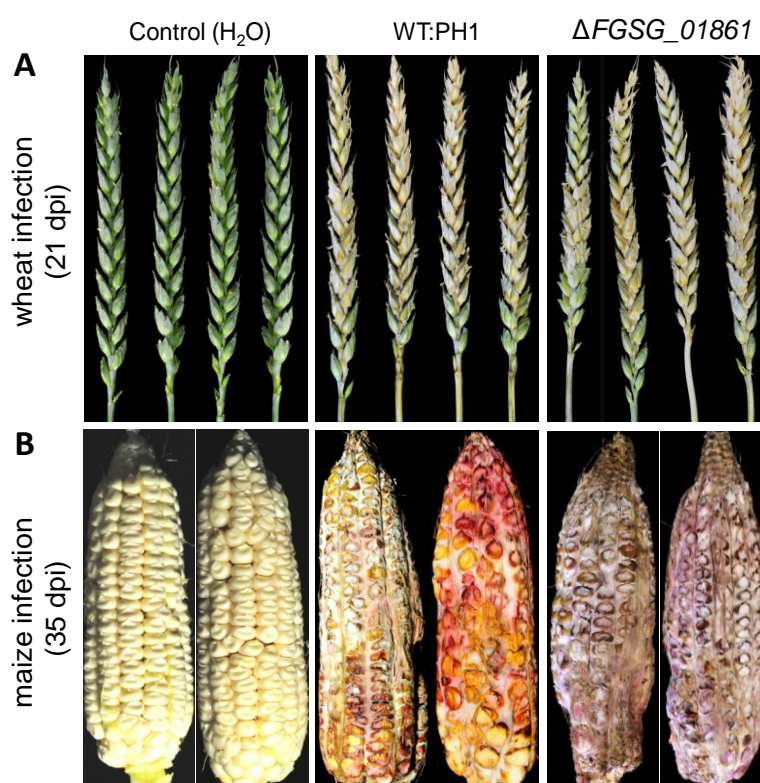 Control (H₂O) WT:PH1 ΔFGSG_01861
A
wheat infection
(21 dpi)
B
maize infection
(35 dpi)